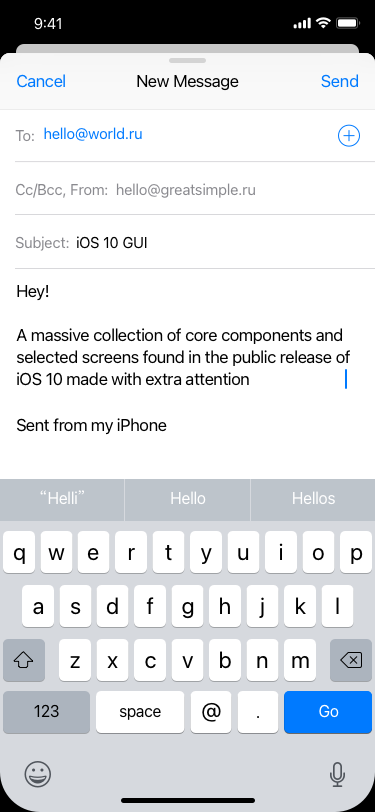 9:41
Cancel New Message Send
To: hello@world.ru
Cc/Bcc, From: hello@greatsimple.ru
Subject: iOS 10 GUI
Hey!
A massive collection of core components and
selected screens found in the public release of
iOS 10 made with extra attention
Sent from my iPhone
“Helli” Hello Hellos
q w e r t y u i o p
a s d f g h j k l
z x c v b n m
123 space @ . Go